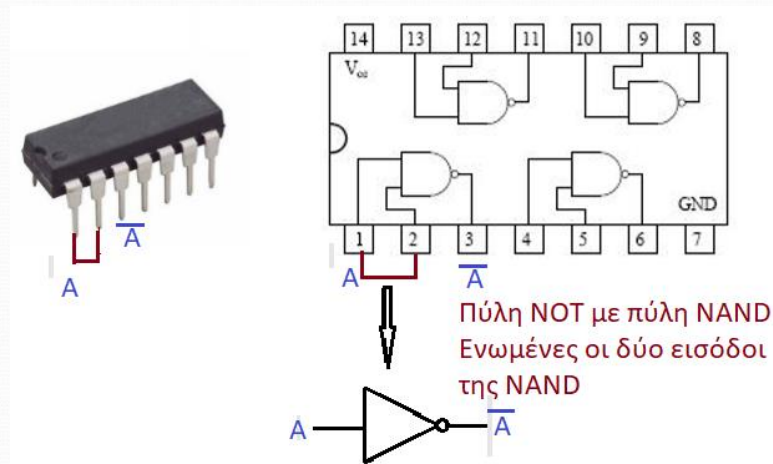 14 13 12 11 10 9 8
Vcc
GND
1 2 3 4 5 6 7
A̅
A
A A̅
Πύλη NOT με πύλη NAND
Ενωμένες οι δύο εισόδοι
της NAND
A A̅